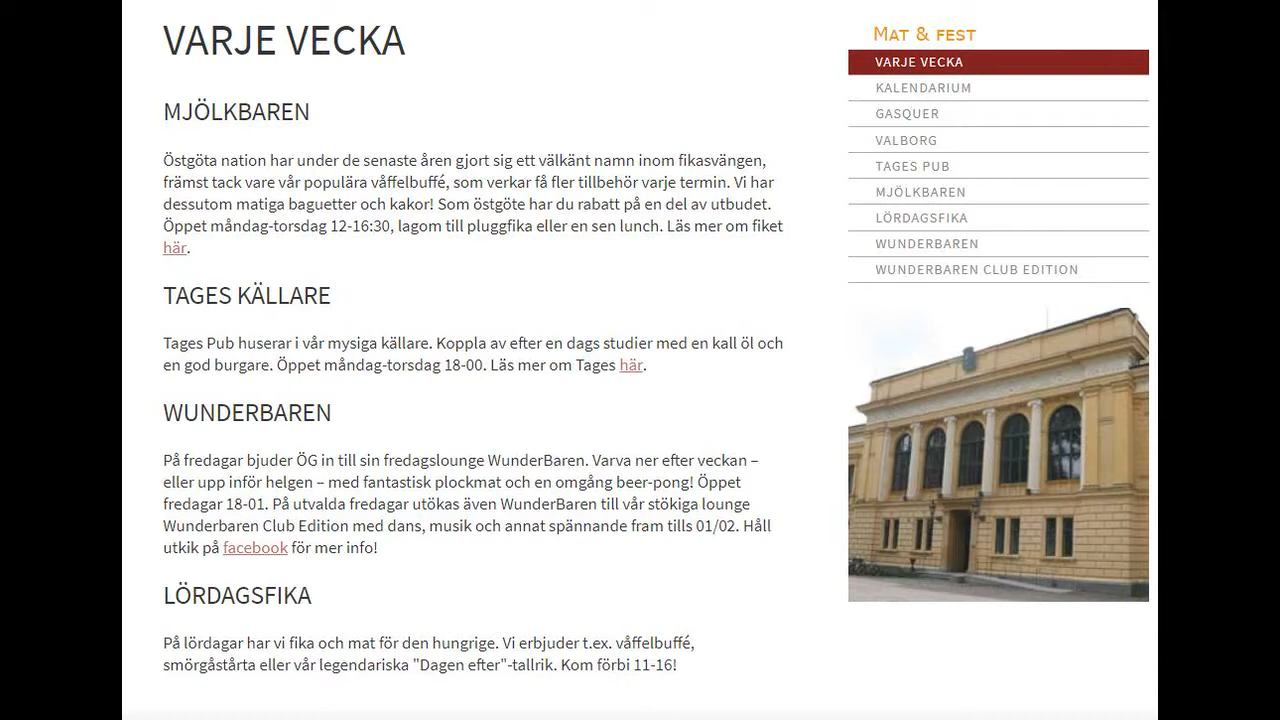 VARJE VECKA
MJÖLKBAREN
Östgöta nation har under de senaste åren gjort sig ett välkänt namn inom fikasvängen,
främst tack vare vår populära våffelbuffé, som verkar få fler tillbehör varje termin. Vi har
dessutom matiga baguetter och kakor! Som östgöte har du rabatt på en del av utbudet.
Öppet måndag-torsdag 12-16:30, lagom till pluggfika eller en sen lunch. Läs mer om fiket
här.
TAGES KÄLLARE
Tages Pub huserar i vår mysiga källare. Koppla av efter en dags studier med en kall öl och
en god burgare. Öppet måndag-torsdag 18-00. Läs mer om Tages här.
WUNDERBAREN
På fredagar bjuder ÖG in till sin fredagslounge WunderBaren. Varva ner efter veckan –
eller upp inför helgen – med fantastisk plockmat och en omgång beer-pong! Öppet
fredagar 18-01. På utvalda fredagar utökas även WunderBaren till vår stökiga lounge
Wunderbaren Club Edition med dans, musik och annat spännande fram tills 01/02. Håll
utkik på facebook för mer info!
LÖRDAGSFIKA
På lördagar har vi fika och mat för den hungrige. Vi erbjuder t.ex. våffelbuffé,
smörgåstårta eller vår legendariska "Dagen efter"-tallrik. Kom förbi 11-16!
Mat & fest
VARJE VECKA
KALENDARIUM
GASQUER
VALBORG
TAGES PUB
MJÖLKBAREN
LÖRDAGSFIKA
WUNDERBAREN
WUNDERBAREN CLUB EDITION